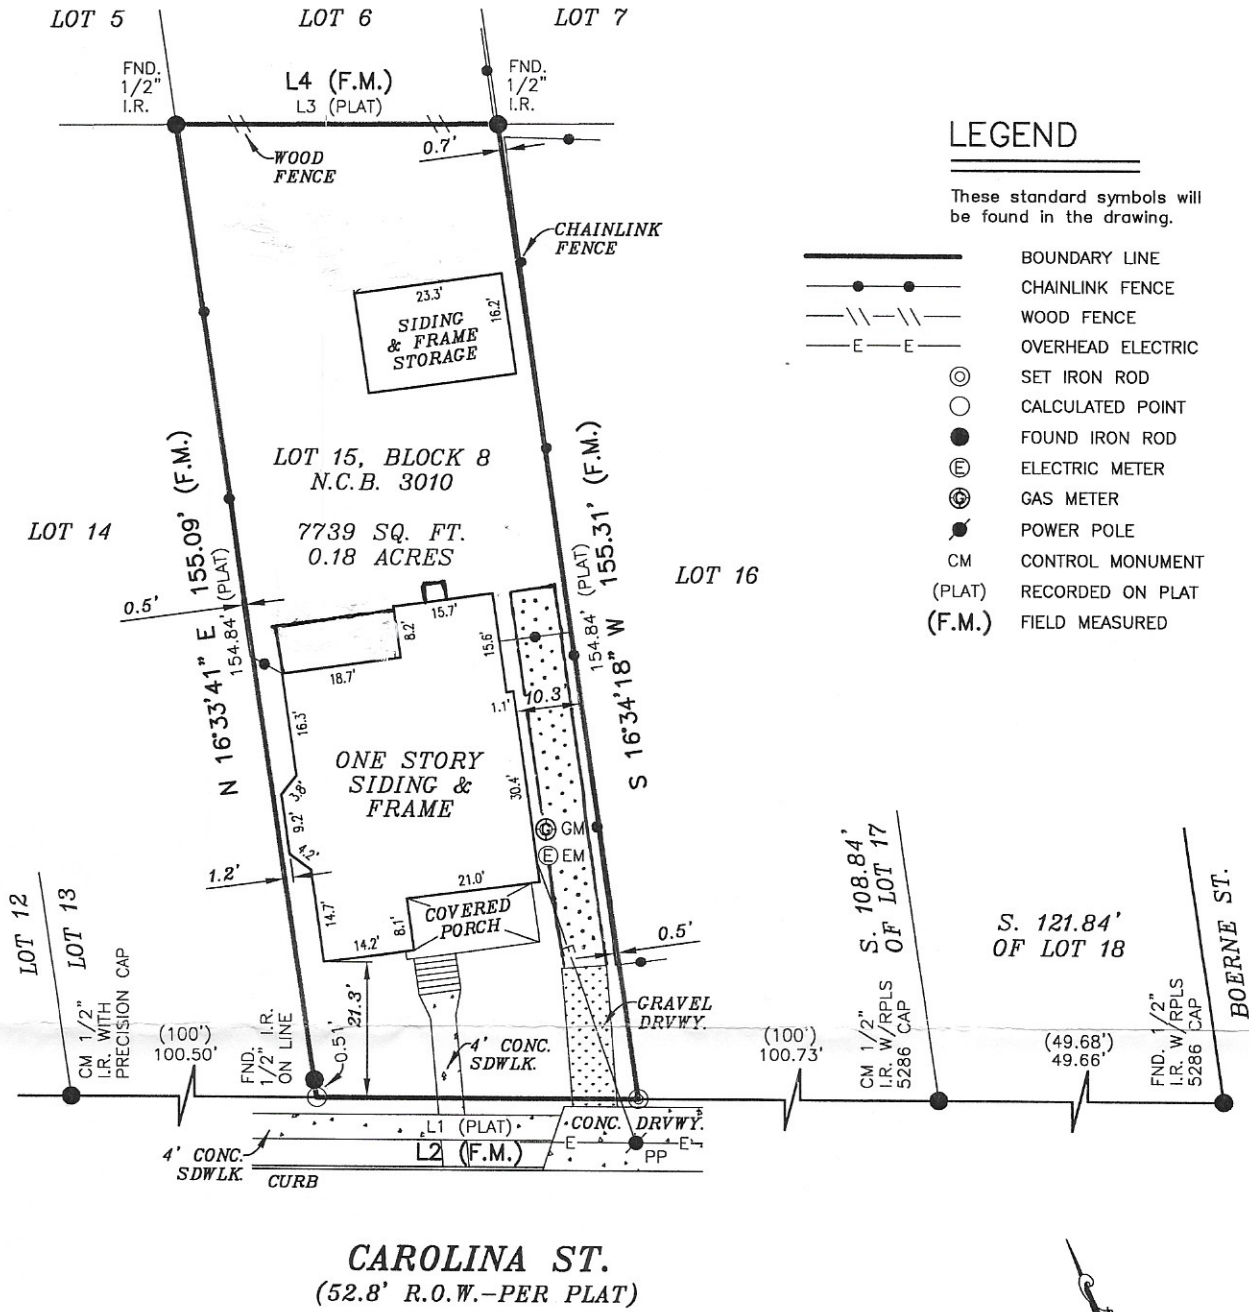 LOT 5
LOT 6
LOT 7
FND.
1/2"
I.R.
L4 (F.M.)
L3 (PLAT)
FND.
1/2"
I.R.
0.7'
WOOD
FENCE
CHAINLINK
FENCE
23.3'
16.2'
SIDING
& FRAME
STORAGE
LOT 15, BLOCK 8
N.C.B. 3010
7739 SQ. FT.
0.18 ACRES
LOT 14
LOT 16
N 16°33'41" E 155.09' (F.M.)
154.84' (PLAT)
S 16°34'18" W 155.31' (F.M.)
154.84' (PLAT)
0.5'
15.7'
8.2'
15.6'
18.7'
1.1'
10.3'
16.3'
ONE STORY
SIDING &
FRAME
3.8'
9.2'
30.4'
4.2'
G GM
E EM
1.2'
21.0'
14.7'
8.1'
COVERED
PORCH
14.2'
0.5'
21.3'
GRAVEL
DRVWY.
4' CONC.
SDWLK.
0.51'
LOT 12
LOT 13
CM 1/2"
I.R. WITH
PRECISION CAP
(100')
100.50'
FND.
1/2" I.R.
ON LINE
(100')
100.73'
CM 1/2"
I.R. W/RPLS
5286 CAP
S. 108.84'
OF LOT 17
S. 121.84'
OF LOT 18
(49.68')
49.66'
FND. 1/2"
I.R. W/RPLS
5286 CAP
BOERNE ST.
L1 (PLAT)
CONC. DRVWY.
L2 (F.M.)
E
E
PP
4' CONC.
SDWLK.
CURB
CAROLINA ST.
(52.8' R.O.W.-PER PLAT)
LEGEND
These standard symbols will
be found in the drawing.
BOUNDARY LINE
CHAINLINK FENCE
WOOD FENCE
E E OVERHEAD ELECTRIC
SET IRON ROD
CALCULATED POINT
FOUND IRON ROD
E ELECTRIC METER
G GAS METER
POWER POLE
CM CONTROL MONUMENT
(PLAT) RECORDED ON PLAT
(F.M.) FIELD MEASURED